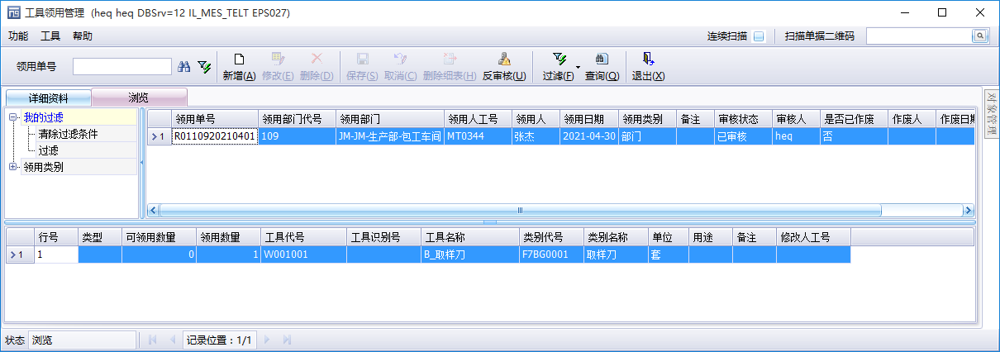 工具领用管理 (heq heq DBSrv=12 IL_MES_TELT EPS027)
功能 工具 帮助 连续扫描 扫描单据二维码
领用单号 新增(A) 修改(E) 删除(D) 保存(S) 取消(C) 删除细表(H) 反审核(U) 过滤(F) 查询(Q) 退出(X)
详细资料 浏览
我的过滤
清除过滤条件
过滤
领用类别
领用单号 领用部门代号 领用部门 领用人工号 领用人 领用日期 领用类别 备注 审核状态 审核人 是否已作废 作废人 作废日期
1 R0110920210401 109 JM-JM-生产部-包工车间 MT0344 张杰 2021-04-30 部门 已审核 heq 否
对象管理
行号 类型 可领用数量 领用数量 工具代号 工具识别号 工具名称 类别代号 类别名称 单位 用途 备注 修改人工号
1 1 0 1 W001001 B_取样刀 F7BG0001 取样刀 套
状态 浏览 记录位置：1/1